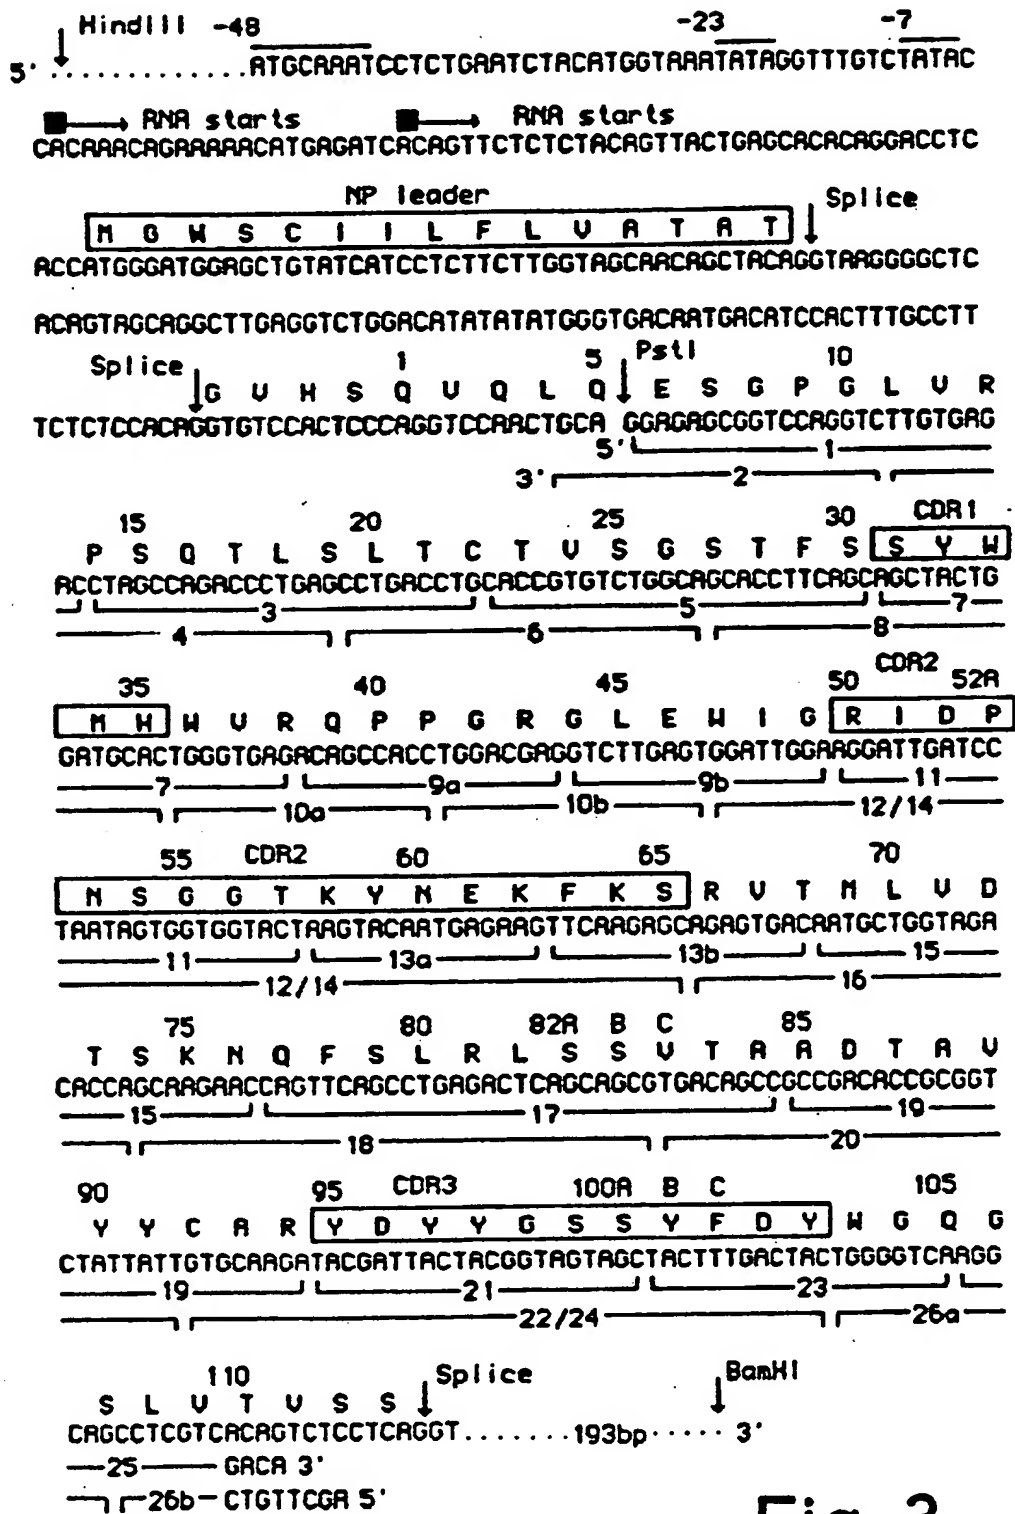 HindIII -48 -23 -7
5' ..............ATGCAAATCCTCTGAATCTACATGGTAAATATAGGTTTGTCTATAC
RNA starts RNA starts
CACAAACAGAAAAACATGAGATCACAGTTCTCTCTACAGTTACTGAGCACACAGGACCTC
NP leader Splice
M G W S C I I L F L V A T A T
ACCATGGGATGGAGCTGTATCATCCTCTTCTTGGTAGCAACAGCTACAGGTAAGGGGCTC
ACAGTAGCAGGCTTGAGGTCTGGACATATATATGGGTGACAATGACATCCACTTTGCCTT
Splice 1 5 PstI 10
G V H S Q V Q L Q E S G P G L V R
TCTCTCCACAGGTGTCCACTCCCAGGTCCAACTGCA GGAGAGCGGTCCAGGTCTTGTGAG
5' 1
3' 2
15 20 25 30 CDR1
P S Q T L S L T C T V S G S T F S S Y W
ACCTAGCCAGACCCTGAGCCTGACCTGCACCGTGTCTGGCAGCACCTTCAGCAGCTACTG
3 5 7
4 6 8
35 40 45 50 CDR2 52A
M H W V R Q P P G R G L E W I G R I D P
GATGCACTGGGTGAGACAGCCACCTGGACGAGGTCTTGAGTGGATTGGAAGGATTGATCC
7 9a 9b 11
10a 10b 12/14
55 CDR2 60 65 70
N S G G T K Y N E K F K S R V T M L V D
TAATAGTGGTGGTACTAAGTACAATGAGAAGTTCAAGAGCAGAGTGACAATGCTGGTAGA
11 13a 13b 15
12/14 16
75 80 82A B C 85
T S K N Q F S L R L S S V T A A D T A V
CACCAGCAAGAACCAGTTCAGCCTGAGACTCAGCAGCGTGACAGCCGCCGACACCGCGGT
15 17 19
18 20
90 95 CDR3 100A B C 105
Y Y C A R Y D Y Y G S S Y F D Y W G Q G
CTATTATTGTGCAAGATACGATTACTACGGTAGTAGCTACTTTGACTACTGGGGTCAAGG
19 21 23
22/24 26a
110 Splice BamHI
S L V T V S S
CAGCCTCGTCACAGTCTCCTCAGGT.......193bp..... 3'
25 GACA 3'
26b CTGTTCGA 5'